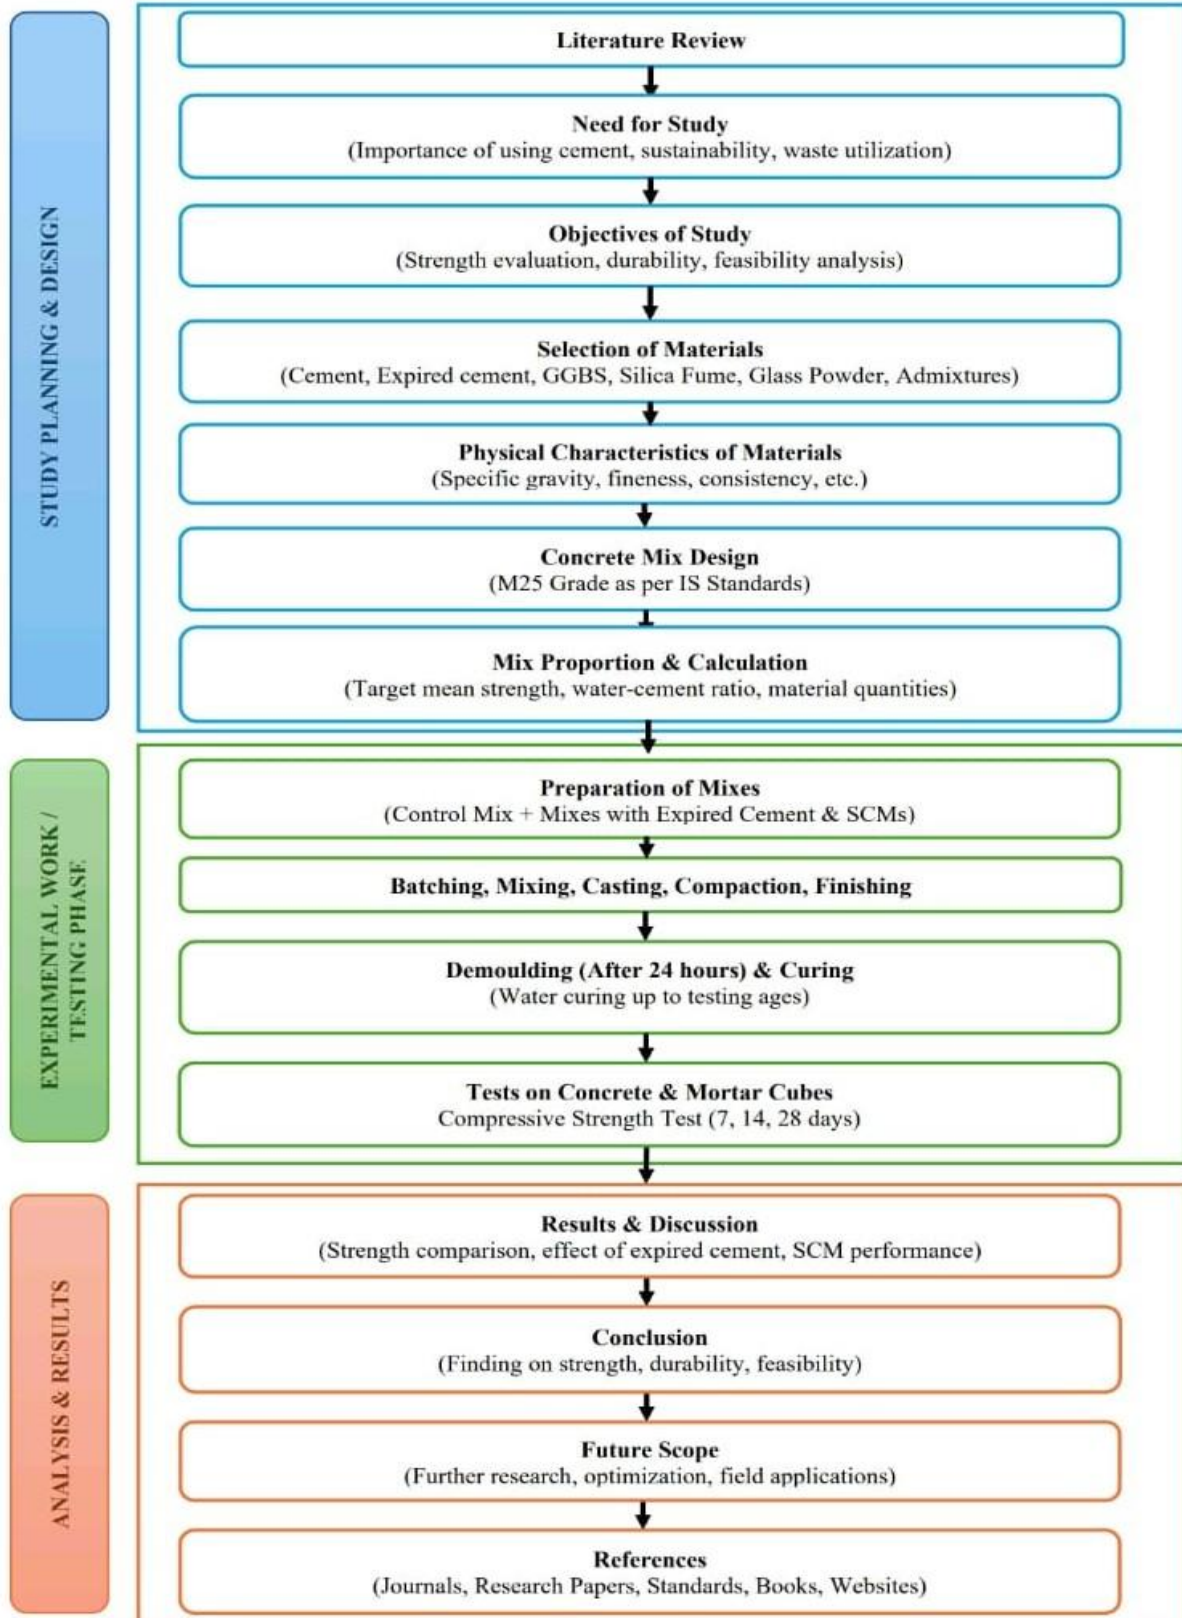 STUDY PLANNING & DESIGN
Literature Review
Need for Study
(Importance of using cement, sustainability, waste utilization)
Objectives of Study
(Strength evaluation, durability, feasibility analysis)
Selection of Materials
(Cement, Expired cement, GGBS, Silica Fume, Glass Powder, Admixtures)
Physical Characteristics of Materials
(Specific gravity, fineness, consistency, etc.)
Concrete Mix Design
(M25 Grade as per IS Standards)
Mix Proportion & Calculation
(Target mean strength, water-cement ratio, material quantities)
EXPERIMENTAL WORK /
TESTING PHASE
Preparation of Mixes
(Control Mix + Mixes with Expired Cement & SCMs)
Batching, Mixing, Casting, Compaction, Finishing
Demoulding (After 24 hours) & Curing
(Water curing up to testing ages)
Tests on Concrete & Mortar Cubes
Compressive Strength Test (7, 14, 28 days)
ANALYSIS & RESULTS
Results & Discussion
(Strength comparison, effect of expired cement, SCM performance)
Conclusion
(Finding on strength, durability, feasibility)
Future Scope
(Further research, optimization, field applications)
References
(Journals, Research Papers, Standards, Books, Websites)